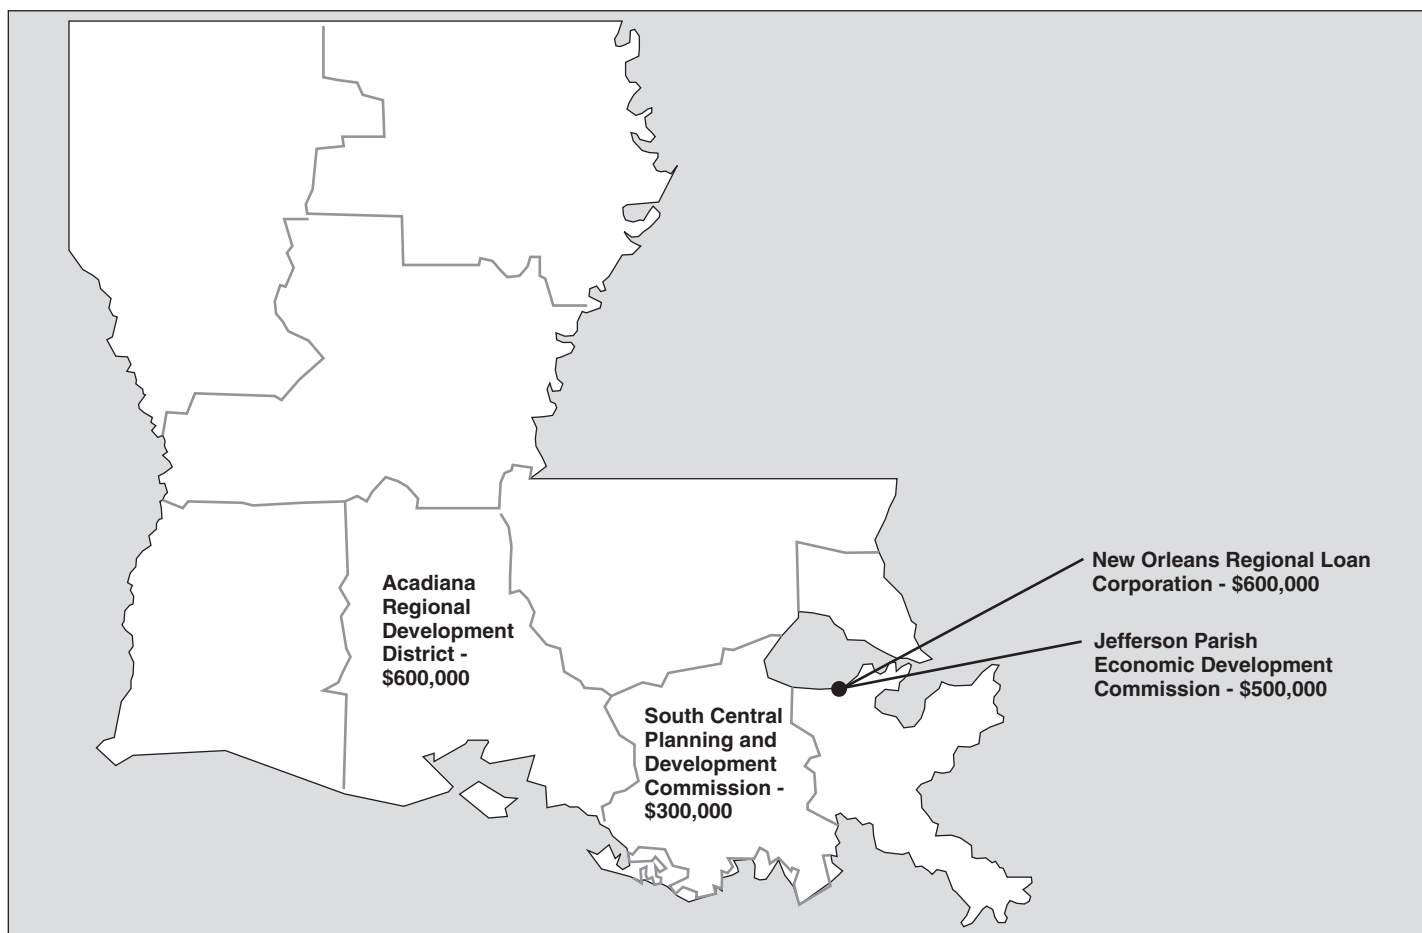 Acadiana
Regional
Development
District -
$600,000
South Central
Planning and
Development
Commission -
$300,000
New Orleans Regional Loan
Corporation - $600,000
Jefferson Parish
Economic Development
Commission - $500,000